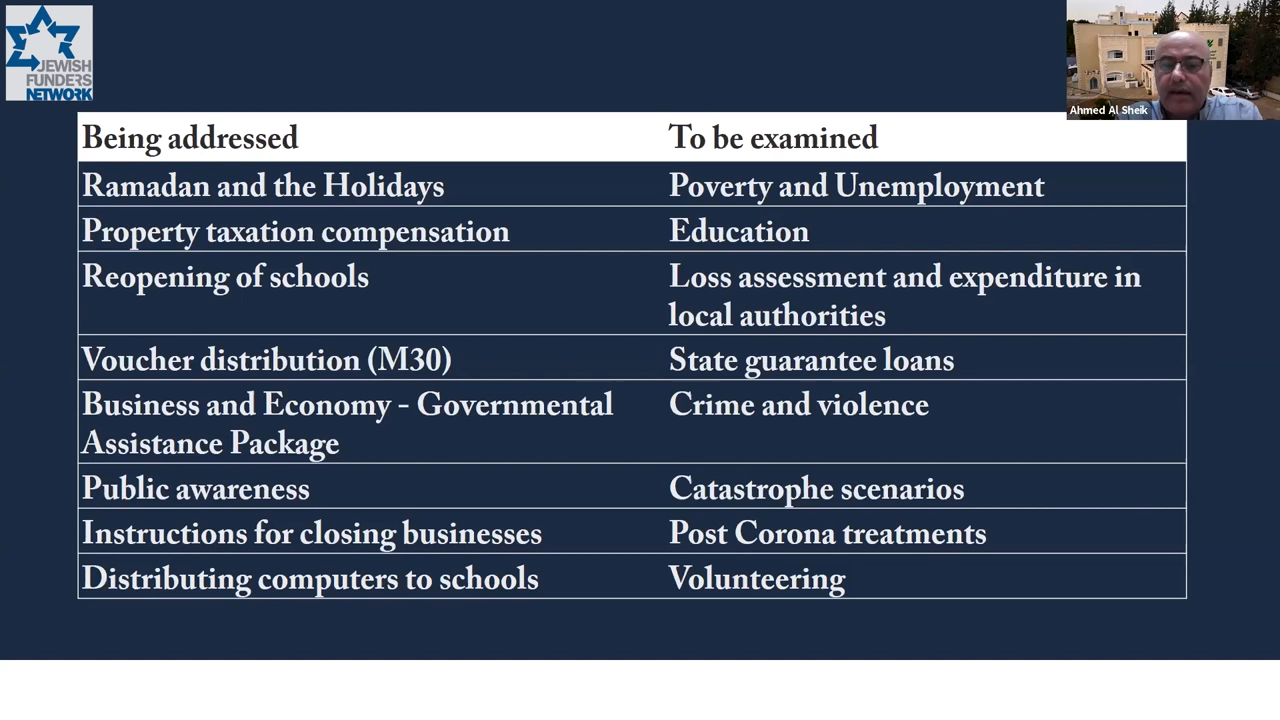 JEWISH
FUNDERS
NETWORK
Ahmed Al Sheik
Being addressed To be examined
Ramadan and the Holidays Poverty and Unemployment
Property taxation compensation Education
Reopening of schools Loss assessment and expenditure in
local authorities
Voucher distribution (M30) State guarantee loans
Business and Economy - Governmental Crime and violence
Assistance Package
Public awareness Catastrophe scenarios
Instructions for closing businesses Post Corona treatments
Distributing computers to schools Volunteering